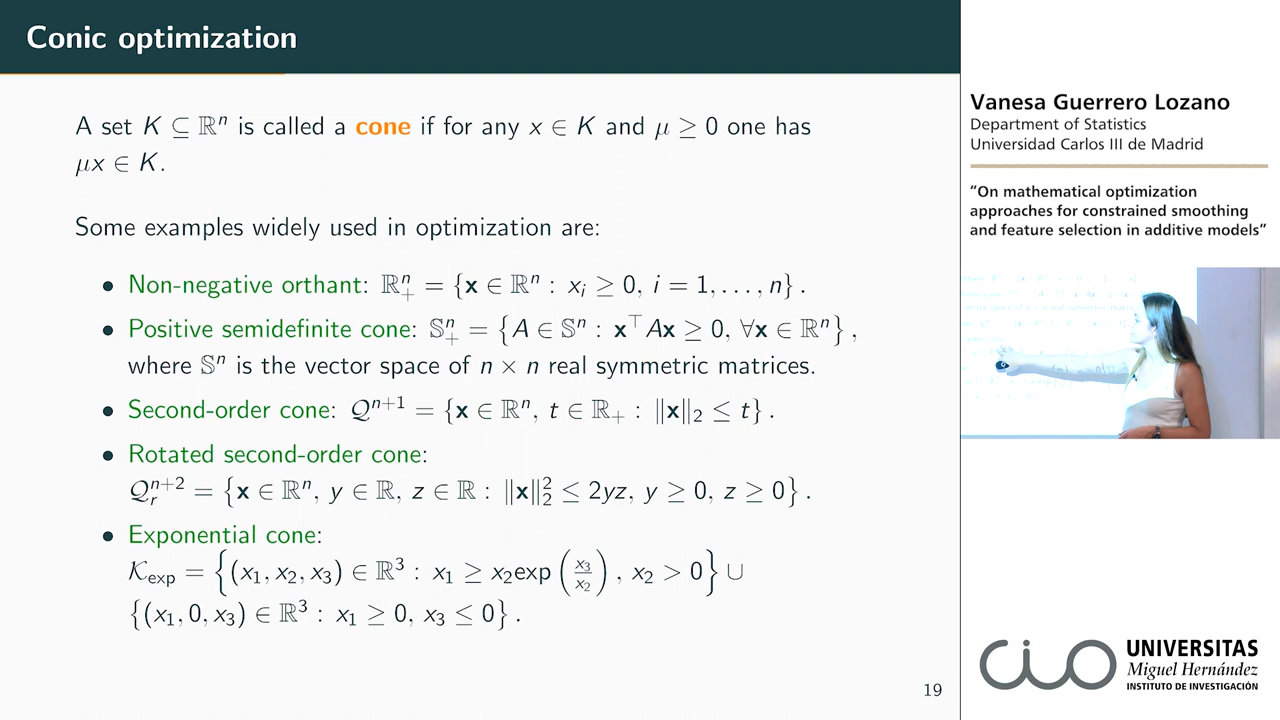 Conic optimization
A set K ⊆ ℝⁿ is called a cone if for any x ∈ K and μ ≥ 0 one has
μx ∈ K.
Some examples widely used in optimization are:
• Non-negative orthant: ℝ₊ⁿ = {x ∈ ℝⁿ : xᵢ ≥ 0, i = 1, . . . , n} .
• Positive semidefinite cone: 𝕊₊ⁿ = {A ∈ 𝕊ⁿ : x⊤Ax ≥ 0, ∀x ∈ ℝⁿ} ,
where 𝕊ⁿ is the vector space of n × n real symmetric matrices.
• Second-order cone: 𝒬ⁿ⁺¹ = {x ∈ ℝⁿ, t ∈ ℝ₊ : ‖x‖₂ ≤ t} .
• Rotated second-order cone:
𝒬ᵣⁿ⁺² = {x ∈ ℝⁿ, y ∈ ℝ, z ∈ ℝ : ‖x‖₂² ≤ 2yz, y ≥ 0, z ≥ 0} .
• Exponential cone:
𝒦exp = {(x₁, x₂, x₃) ∈ ℝ³ : x₁ ≥ x₂exp(x₃/x₂) , x₂ > 0} ∪
{(x₁, 0, x₃) ∈ ℝ³ : x₁ ≥ 0, x₃ ≤ 0} .
19
Vanesa Guerrero Lozano
Department of Statistics
Universidad Carlos III de Madrid
“On mathematical optimization
approaches for constrained smoothing
and feature selection in additive models”
CIO
UNIVERSITAS
Miguel Hernández
INSTITUTO DE INVESTIGACIÓN